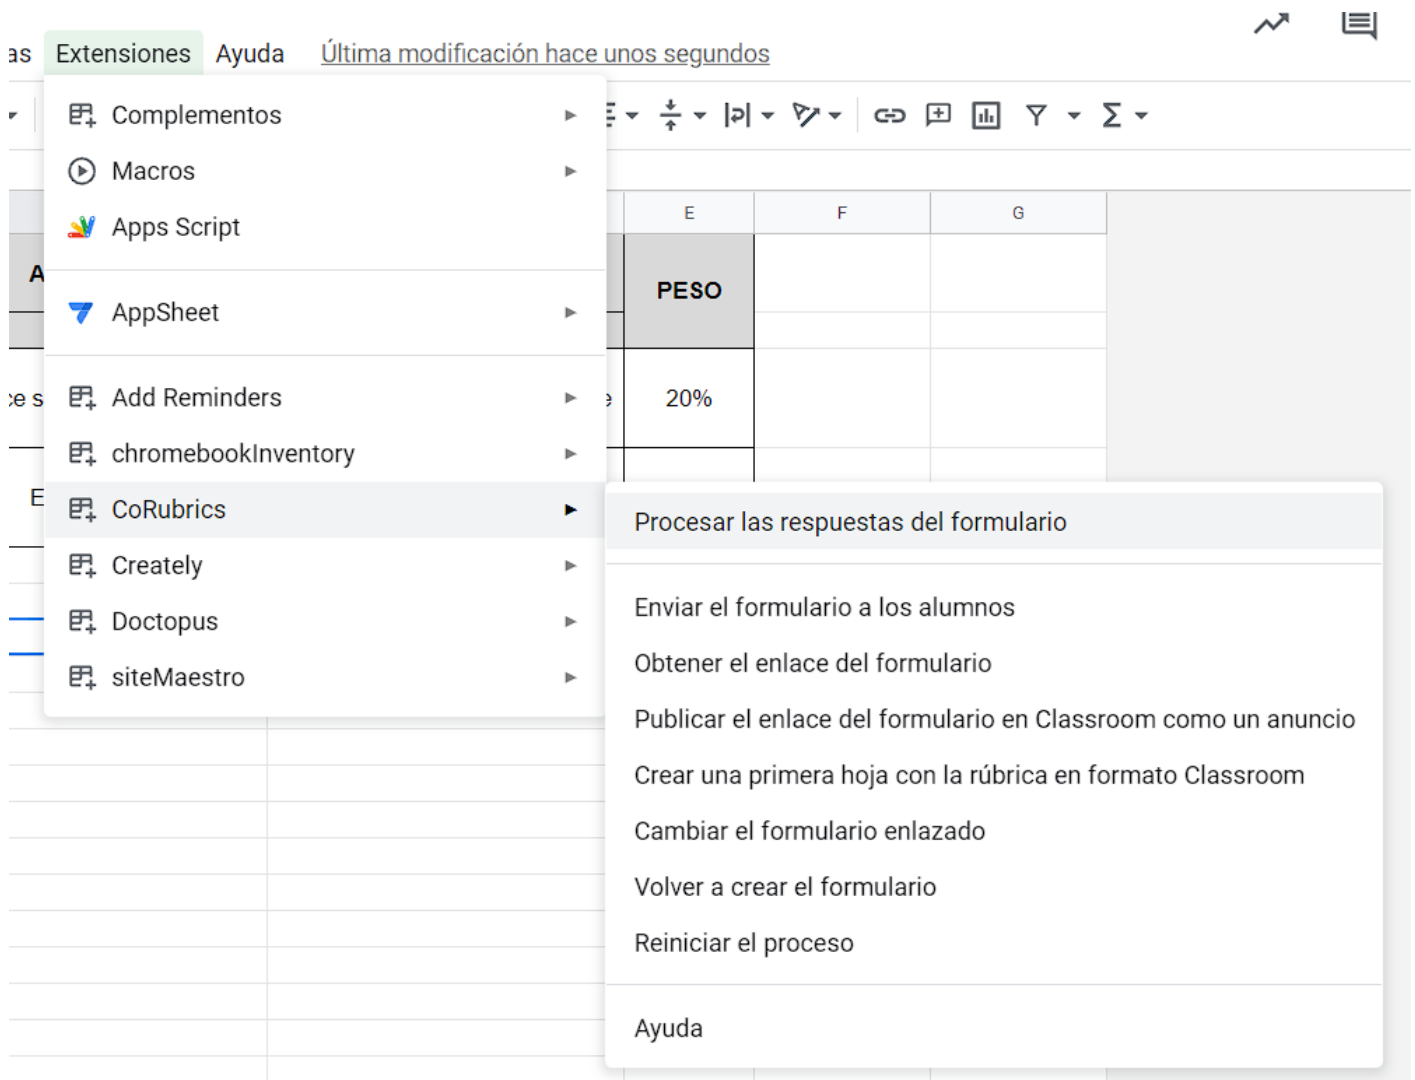 as Extensiones Ayuda Última modificación hace unos segundos
Complementos
Macros
Apps Script
AppSheet
Add Reminders
chromebookInventory
CoRubrics
Creately
Doctopus
siteMaestro
E F G
A
PESO
ce s
e
20%
E
Procesar las respuestas del formulario
Enviar el formulario a los alumnos
Obtener el enlace del formulario
Publicar el enlace del formulario en Classroom como un anuncio
Crear una primera hoja con la rúbrica en formato Classroom
Cambiar el formulario enlazado
Volver a crear el formulario
Reiniciar el proceso
Ayuda